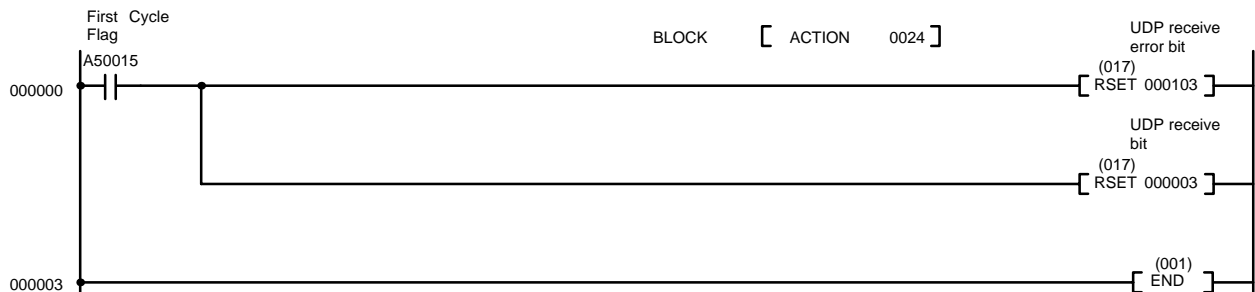 First Cycle
Flag
BLOCK [ ACTION 0024 ]
UDP receive
error bit
A50015
(017)
000000
[ RSET 000103 ]
UDP receive
bit
(017)
[ RSET 000003 ]
(001)
000003
[ END ]